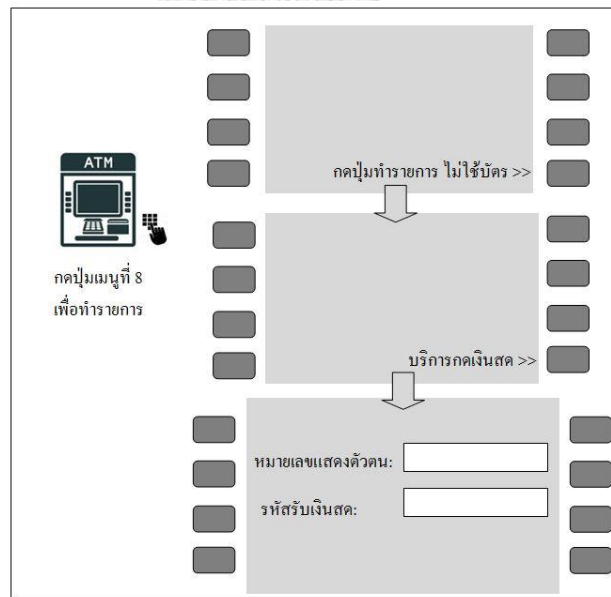 กดปุ่มทำรายการ ไม่ใช้บัตร >>
ATM
กดปุ่มเมนูที่ 8
เพื่อทำรายการ
บริการกดเงินสด >>
หมายเลขแสดงตัวตน:
รหัสรับเงินสด: